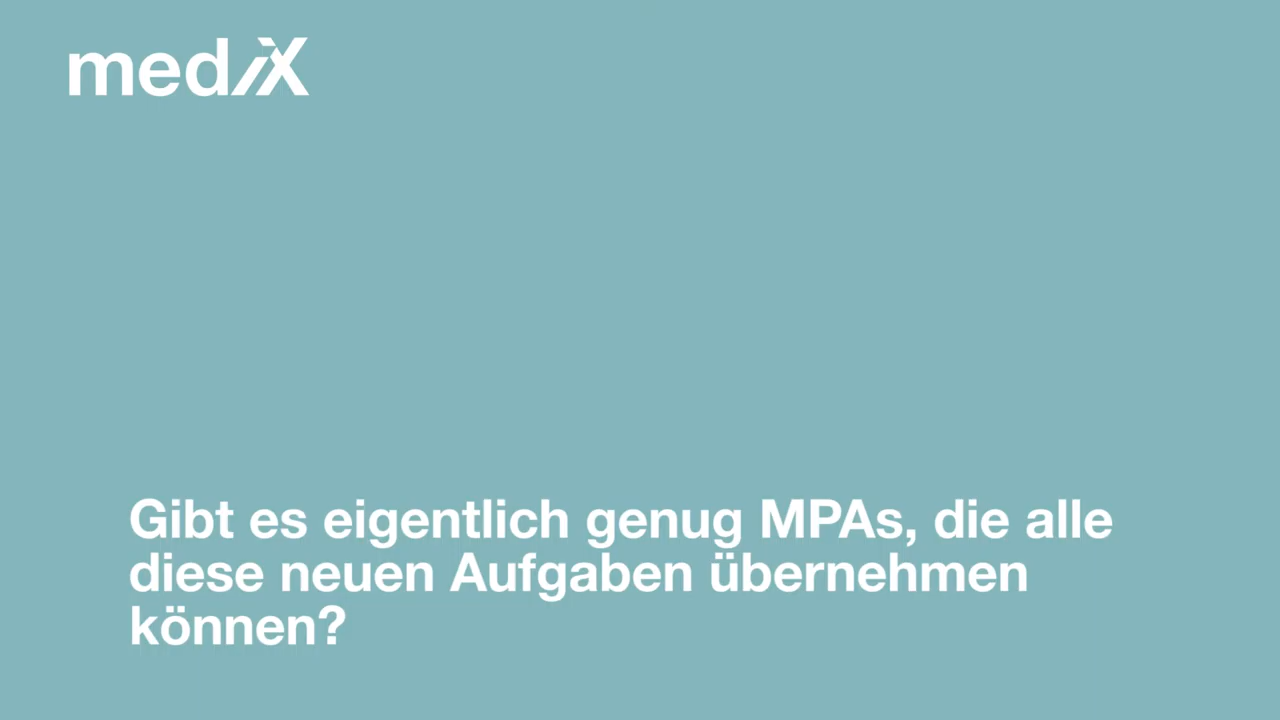 mediX
Gibt es eigentlich genug MPAs, die alle
diese neuen Aufgaben übernehmen
können?